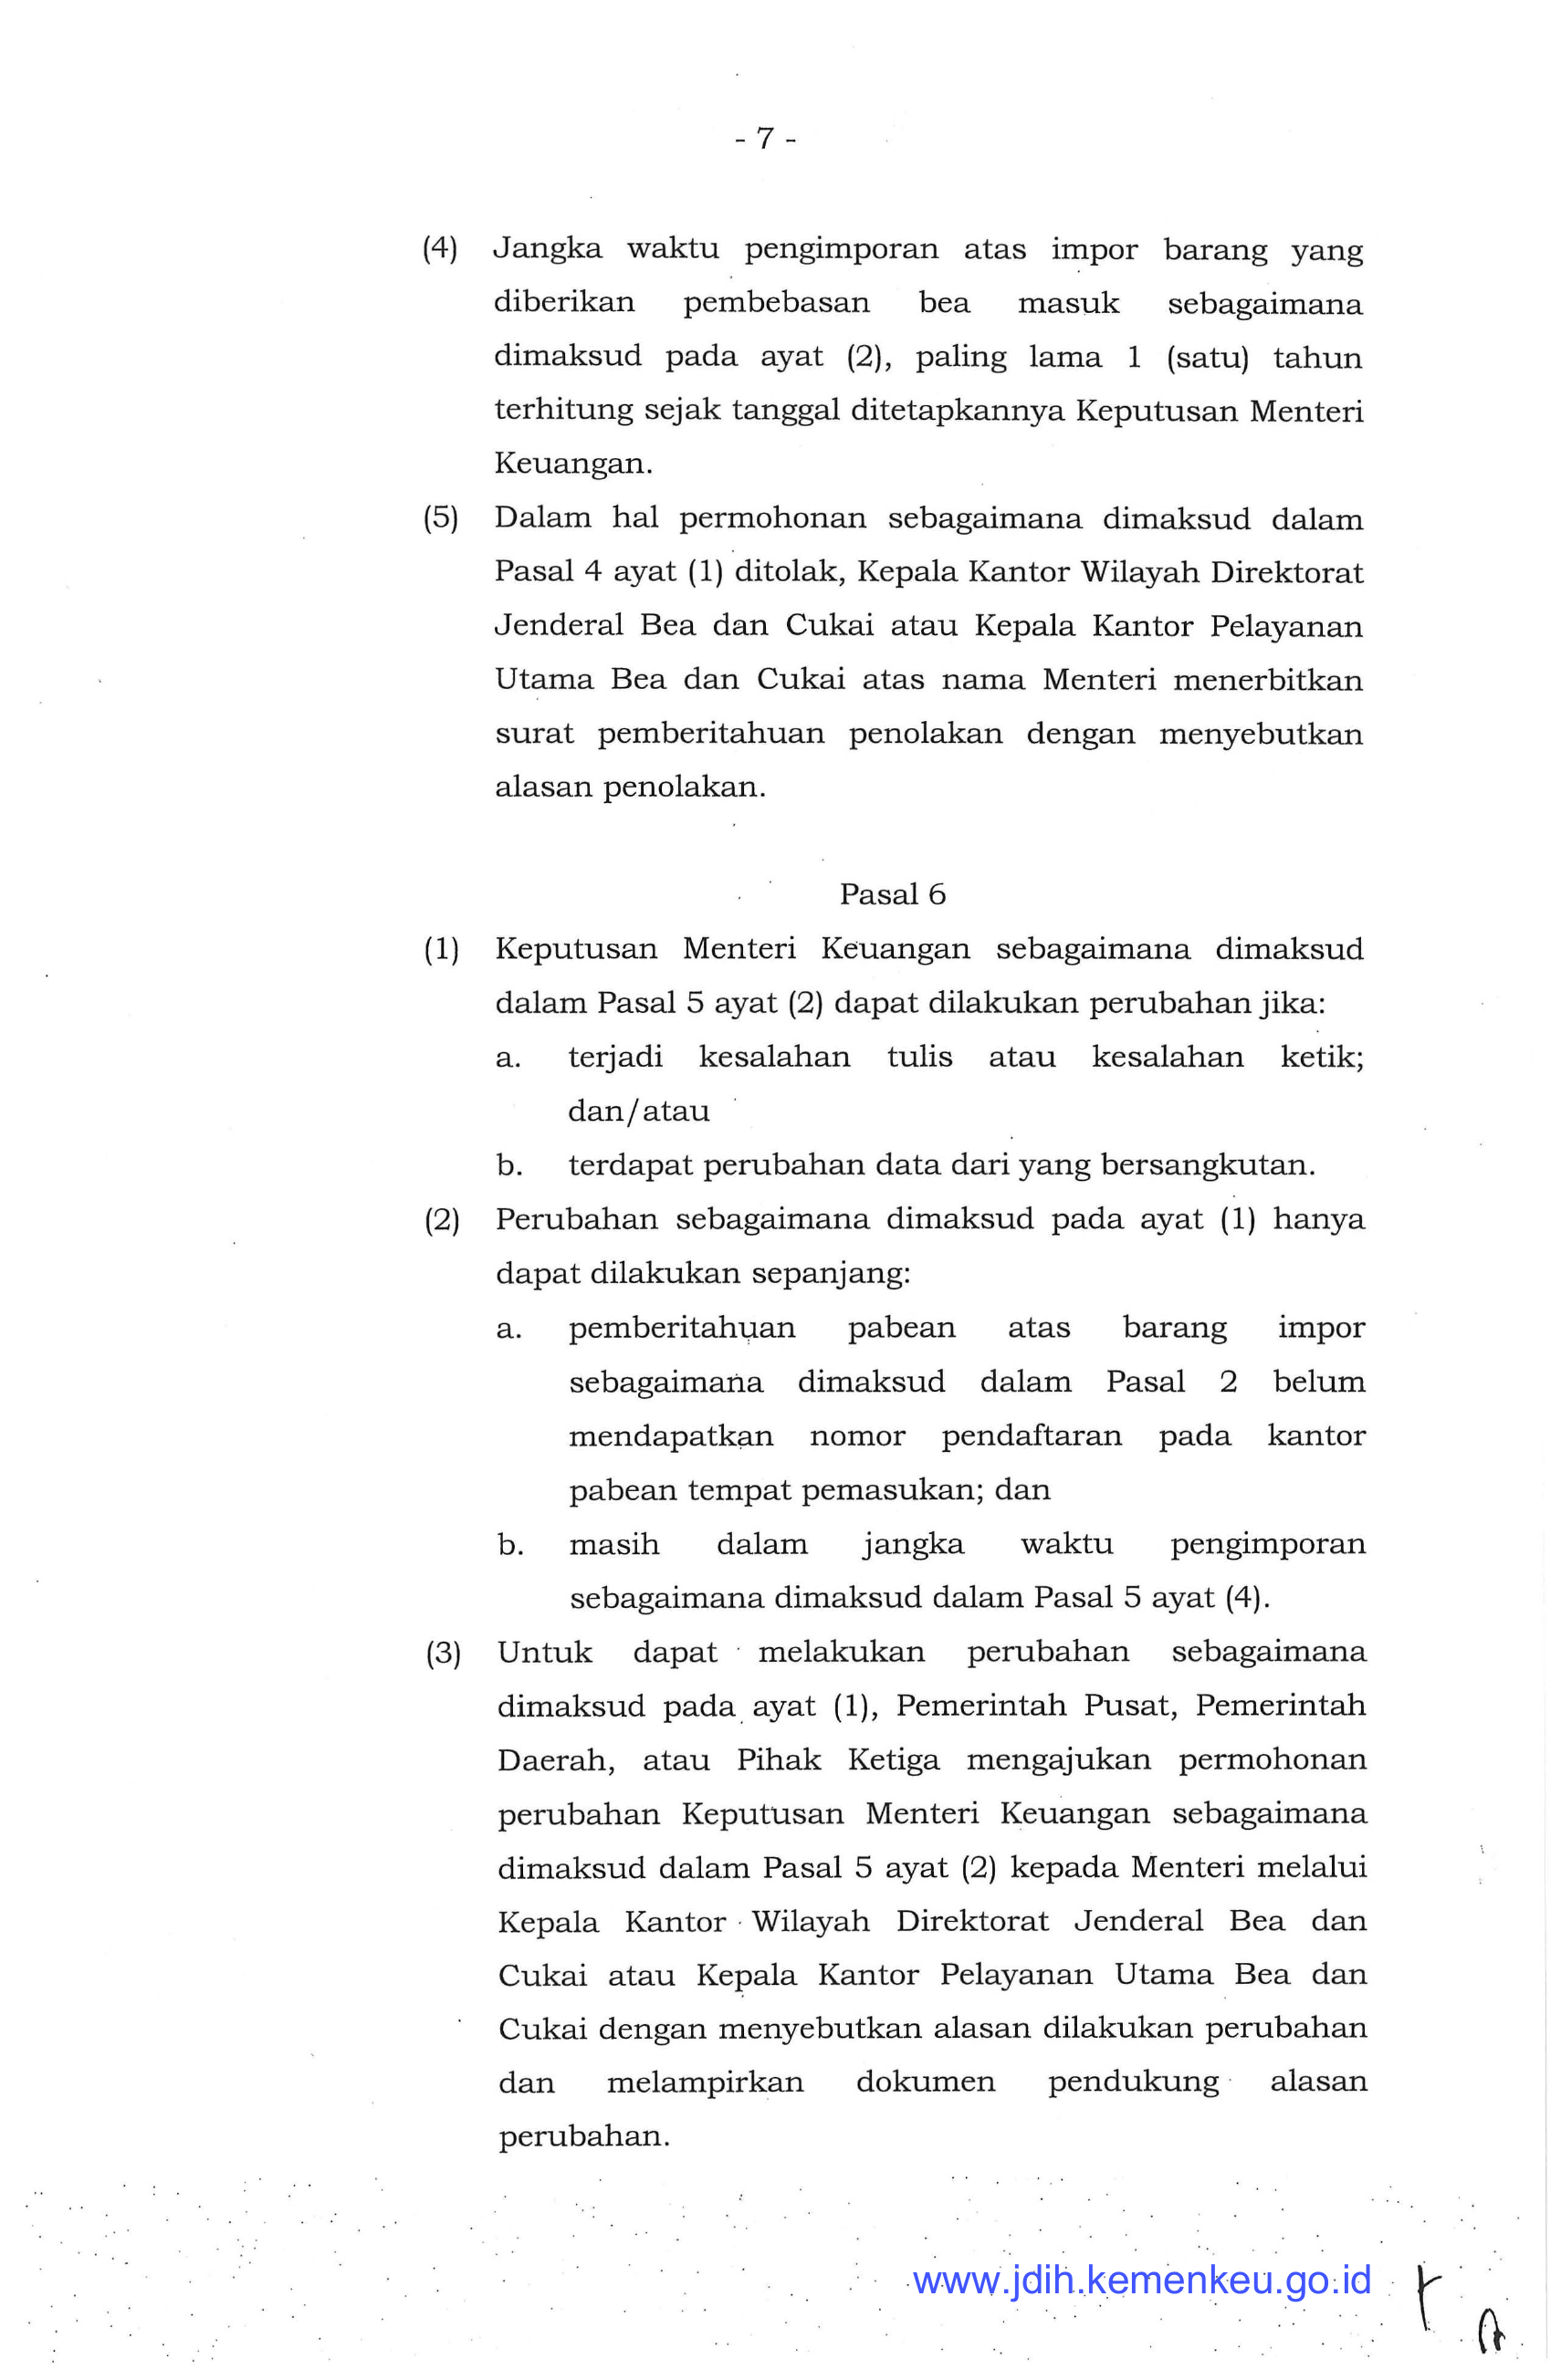 - 7 -
(4) Jangka waktu pengimporan atas impor barang yang
diberikan pembebasan bea masuk sebagaimana
dimaksud pada ayat (2), paling lama 1 (satu) tahun
terhitung sejak tanggal ditetapkannya Keputusan Menteri
Keuangan.
(5) Dalam hal permohonan sebagaimana dimaksud dalam
Pasal 4 ayat (1) ditolak, Kepala Kantor Wilayah Direktorat
Jenderal Bea dan Cukai atau Kepala Kantor Pelayanan
Utama Bea dan Cukai atas nama Menteri menerbitkan
surat pemberitahuan penolakan dengan menyebutkan
alasan penolakan.
Pasal 6
(1) Keputusan Menteri Keuangan sebagaimana dimaksud
dalam Pasal 5 ayat (2) dapat dilakukan perubahan jika:
a. terjadi kesalahan tulis atau kesalahan ketik;
dan/atau
b. terdapat perubahan data dari yang bersangkutan.
(2) Perubahan sebagaimana dimaksud pada ayat (1) hanya
dapat dilakukan sepanjang:
a. pemberitahuan pabean atas barang impor
sebagaimana dimaksud dalam Pasal 2 belum
mendapatkan nomor pendaftaran pada kantor
pabean tempat pemasukan; dan
b. masih dalam jangka waktu pengimporan
sebagaimana dimaksud dalam Pasal 5 ayat (4).
(3) Untuk dapat melakukan perubahan sebagaimana
dimaksud pada ayat (1), Pemerintah Pusat, Pemerintah
Daerah, atau Pihak Ketiga mengajukan permohonan
perubahan Keputusan Menteri Keuangan sebagaimana
dimaksud dalam Pasal 5 ayat (2) kepada Menteri melalui
Kepala Kantor Wilayah Direktorat Jenderal Bea dan
Cukai atau Kepala Kantor Pelayanan Utama Bea dan
Cukai dengan menyebutkan alasan dilakukan perubahan
dan melampirkan dokumen pendukung alasan
perubahan.
www.jdih.kemenkeu.go.id